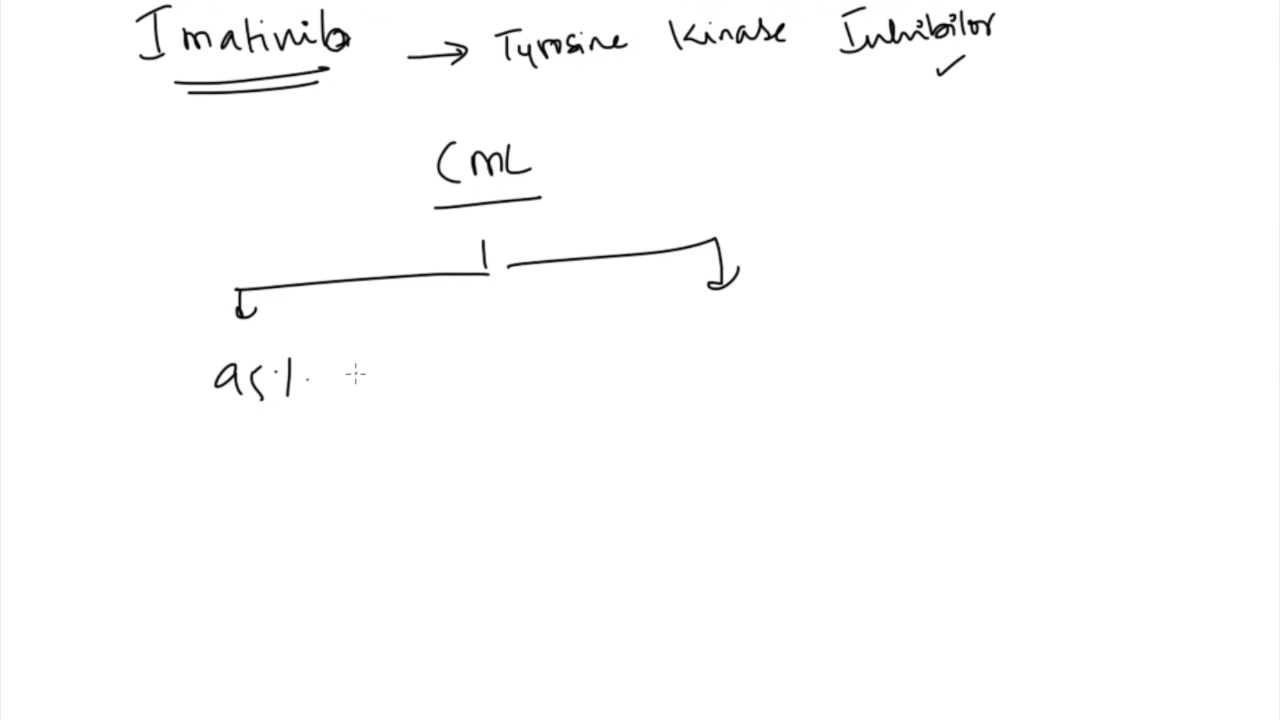 Imatinib → Tyrosine Kinase Inhibitor ✓
CML
95%.